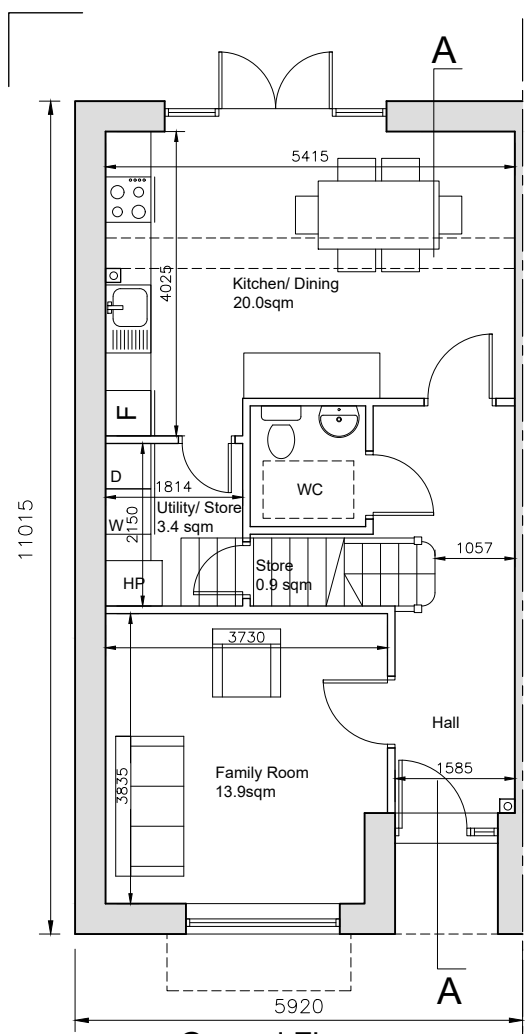 A
5415
4025
Kitchen/ Dining
20.0sqm
F
D
1814
Utility/ Store
3.4 sqm
W
2150
WC
HP
Store
0.9 sqm
1057
11015
3730
Hall
Family Room
13.9sqm
3835
1585
A
5920